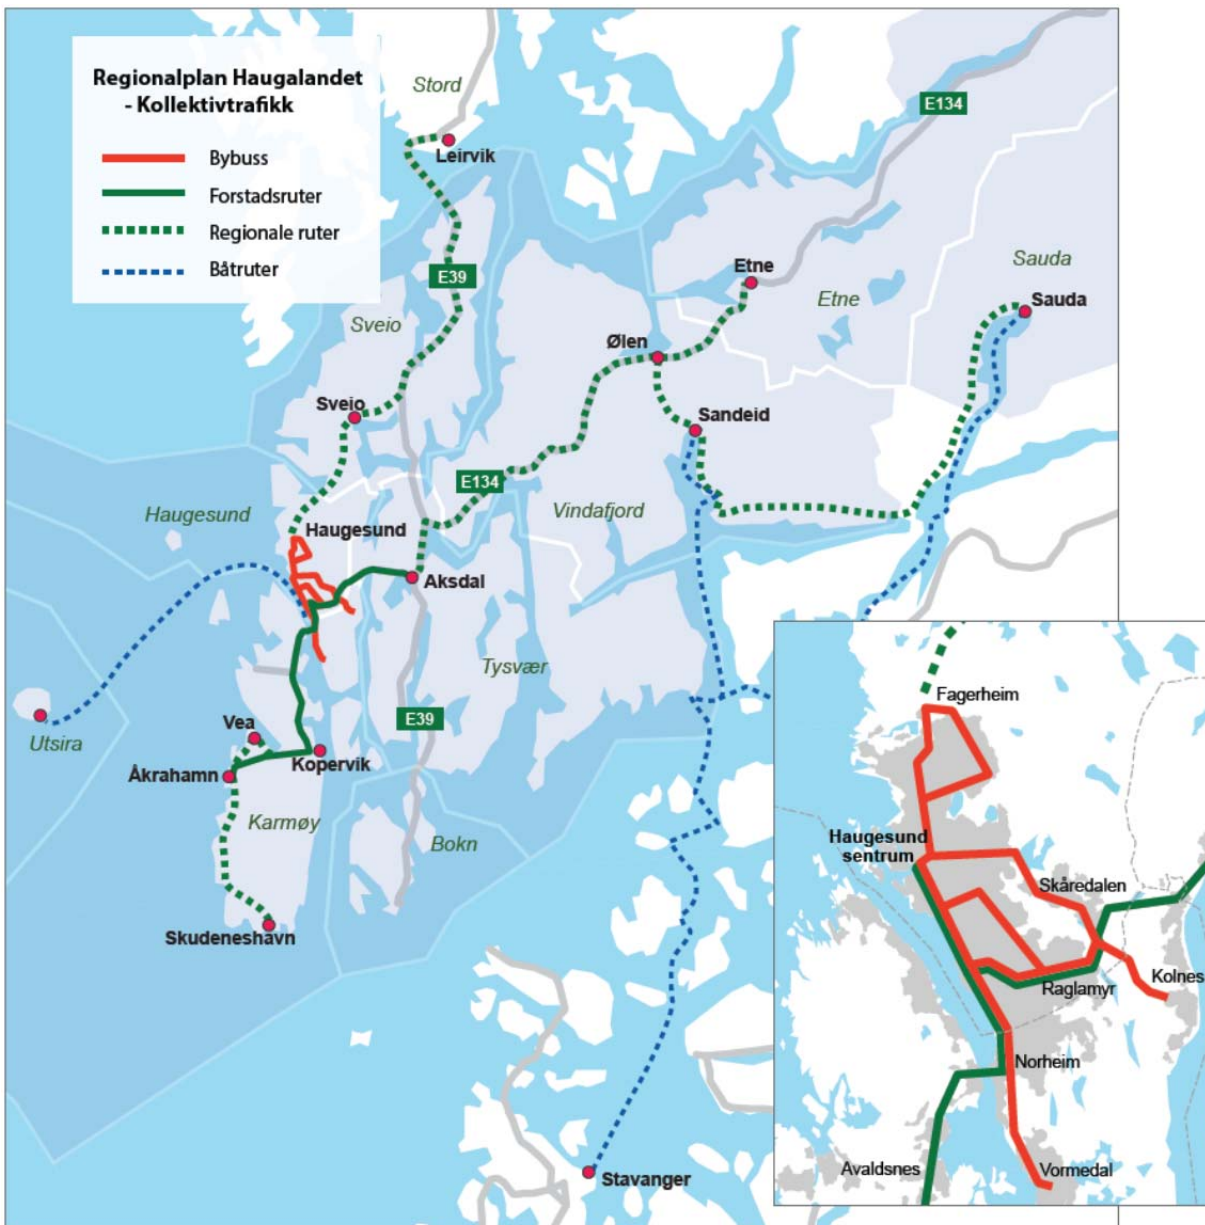 Regionalplan Haugalandet
- Kollektivtrafikk
Bybuss
Forstadsruter
Regionale ruter
Båtruter
Stord
Leirvik
E134
E39
Sveio
Etne
Etne
Sauda
Sauda
Ølen
Sveio
Sandeid
E134
Haugesund
Vindafjord
Haugesund
Aksdal
Tysvær
Utsira
Vea
E39
Åkrahamn
Kopervik
Karmøy
Bokn
Skudeneshavn
Stavanger
Fagerheim
Haugesund
sentrum
Skåredalen
Kolnes
Raglamyr
Norheim
Avaldsnes
Vormedal